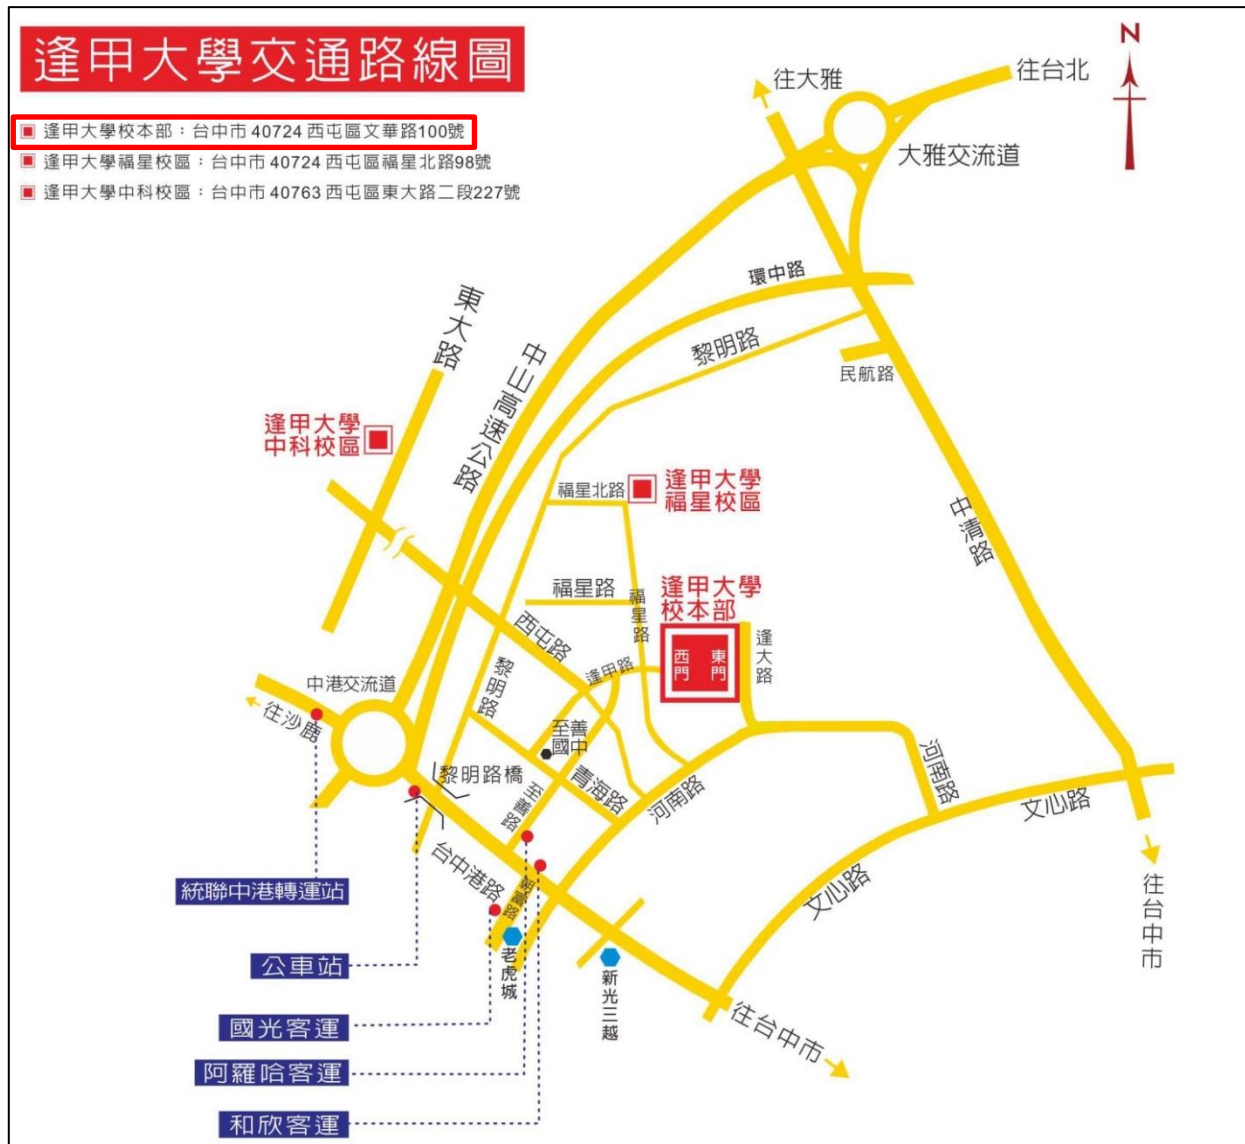 逢甲大學交通路線圖
逢甲大學校本部：台中市 40724 西屯區文華路100號
逢甲大學福星校區：台中市 40724 西屯區福星北路98號
逢甲大學中科校區：台中市 40763 西屯區東大路二段227號
N
往大雅
往台北
大雅交流道
環中路
東大路
中山高速公路
黎明路
民航路
逢甲大學
中科校區
福星北路
逢甲大學
福星校區
中清路
福星路
福星路
逢甲大學
校本部
西門
東門
逢大路
西屯路
逢甲路
黎明路
中港交流道
往沙鹿
至善
國中
黎明路橋
青海路
河南路
河南路
至善路
文心路
文心路
台中港路
朝富路
統聯中港轉運站
公車站
國光客運
阿羅哈客運
和欣客運
老虎城
新光三越
往台中市
往台中市